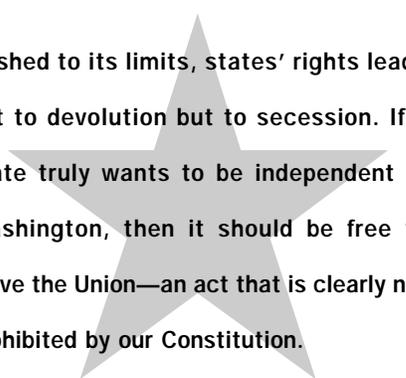 shed to its limits, states' rights lead
t to devolution but to secession. If
ate truly wants to be independent
ashington, then it should be free
ve the Union—an act that is clearly n
ohibited by our Constitution.